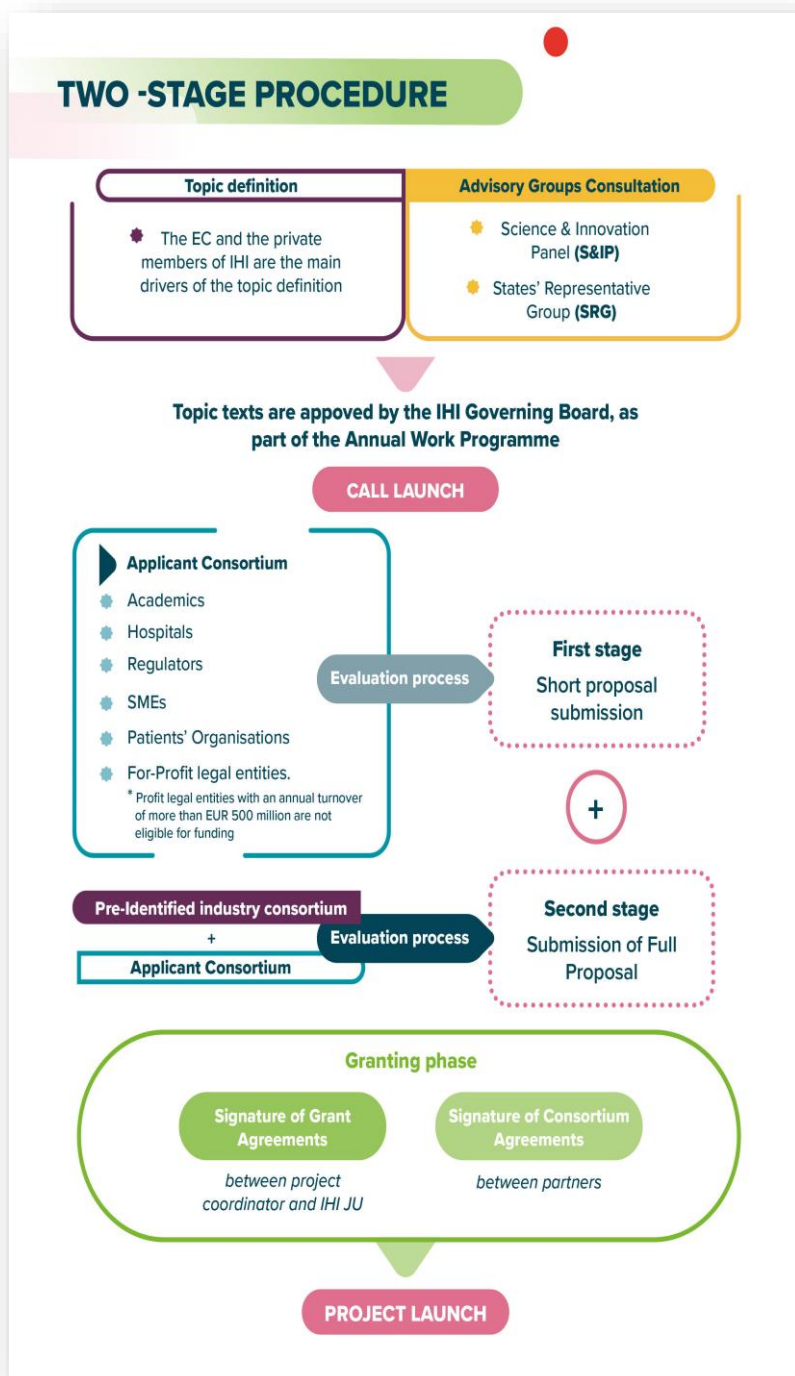 TWO -STAGE PROCEDURE
Topic definition
The EC and the private
members of IHI are the main
drivers of the topic definition
Advisory Groups Consultation
Science & Innovation
Panel (S&IP)
States' Representative
Group (SRG)
Topic texts are appoved by the IHI Governing Board, as
part of the Annual Work Programme
CALL LAUNCH
Applicant Consortium
Academics
Hospitals
Regulators
SMEs
Patients' Organisations
For-Profit legal entities.
* Profit legal entities with an annual turnover
of more than EUR 500 million are not
eligible for funding
Evaluation process
First stage
Short proposal
submission
+
Pre-Identified industry consortium
+
Applicant Consortium
Evaluation process
Second stage
Submission of Full
Proposal
Granting phase
Signature of Grant
Agreements
between project
coordinator and IHI JU
Signature of Consortium
Agreements
between partners
PROJECT LAUNCH